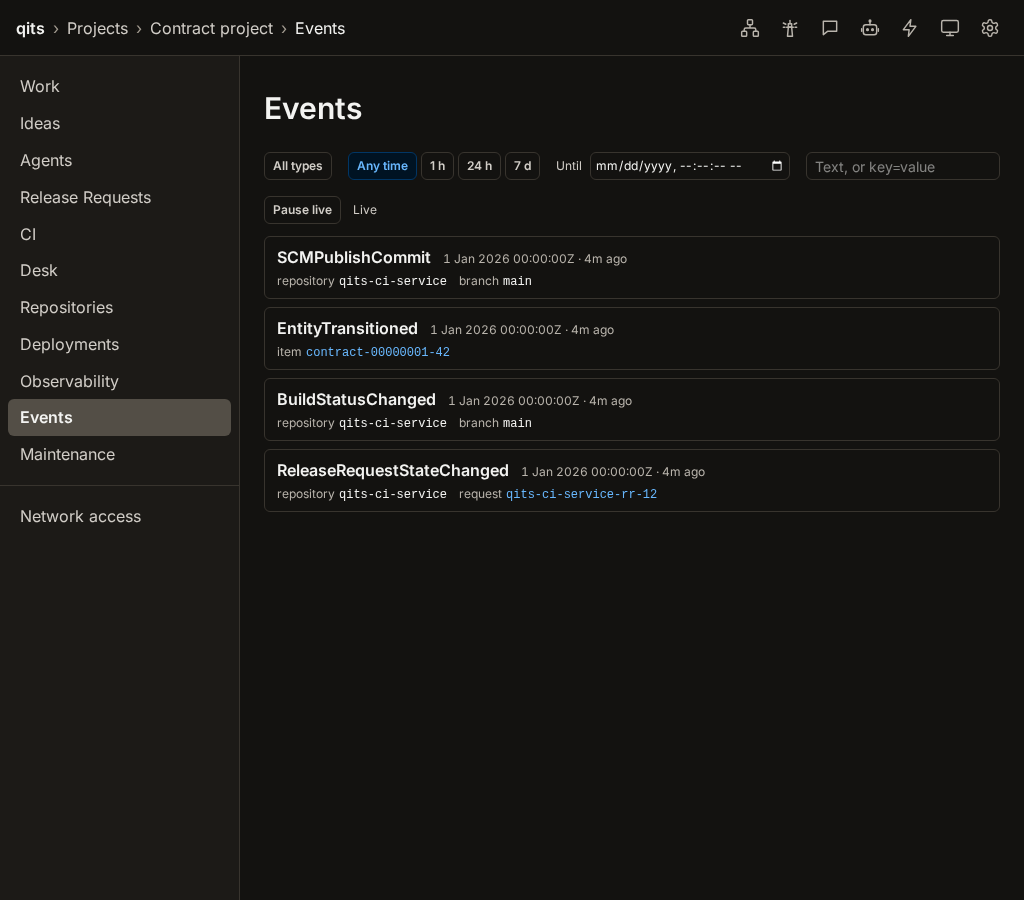 qits › Projects › Contract project › Events
Work
Ideas
Agents
Release Requests
CI
Desk
Repositories
Deployments
Observability
Events
Maintenance
Network access
Events
All types Any time 1 h 24 h 7 d Until mm/dd/yyyy, --:--:-- -- Text, or key=value
Pause live Live
SCMPublishCommit 1 Jan 2026 00:00:00Z · 4m ago
repository qits-ci-service branch main
EntityTransitioned 1 Jan 2026 00:00:00Z · 4m ago
item contract-00000001-42
BuildStatusChanged 1 Jan 2026 00:00:00Z · 4m ago
repository qits-ci-service branch main
ReleaseRequestStateChanged 1 Jan 2026 00:00:00Z · 4m ago
repository qits-ci-service request qits-ci-service-rr-12